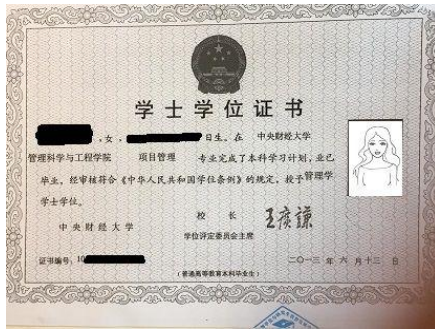 学士学位证书
，女，日生。在 中央财经大学
管理科学与工程学院 项目管理 专业完成了本科学习计划，业已
毕业，经审核符合《中华人民共和国学位条例》的规定，授予管理学
学士学位。
中央财经大学
校 长 王广谦
学位评定委员会主席
证书编号：10
二〇一三 年 六 月 十三 日
（普通高等教育本科毕业生）